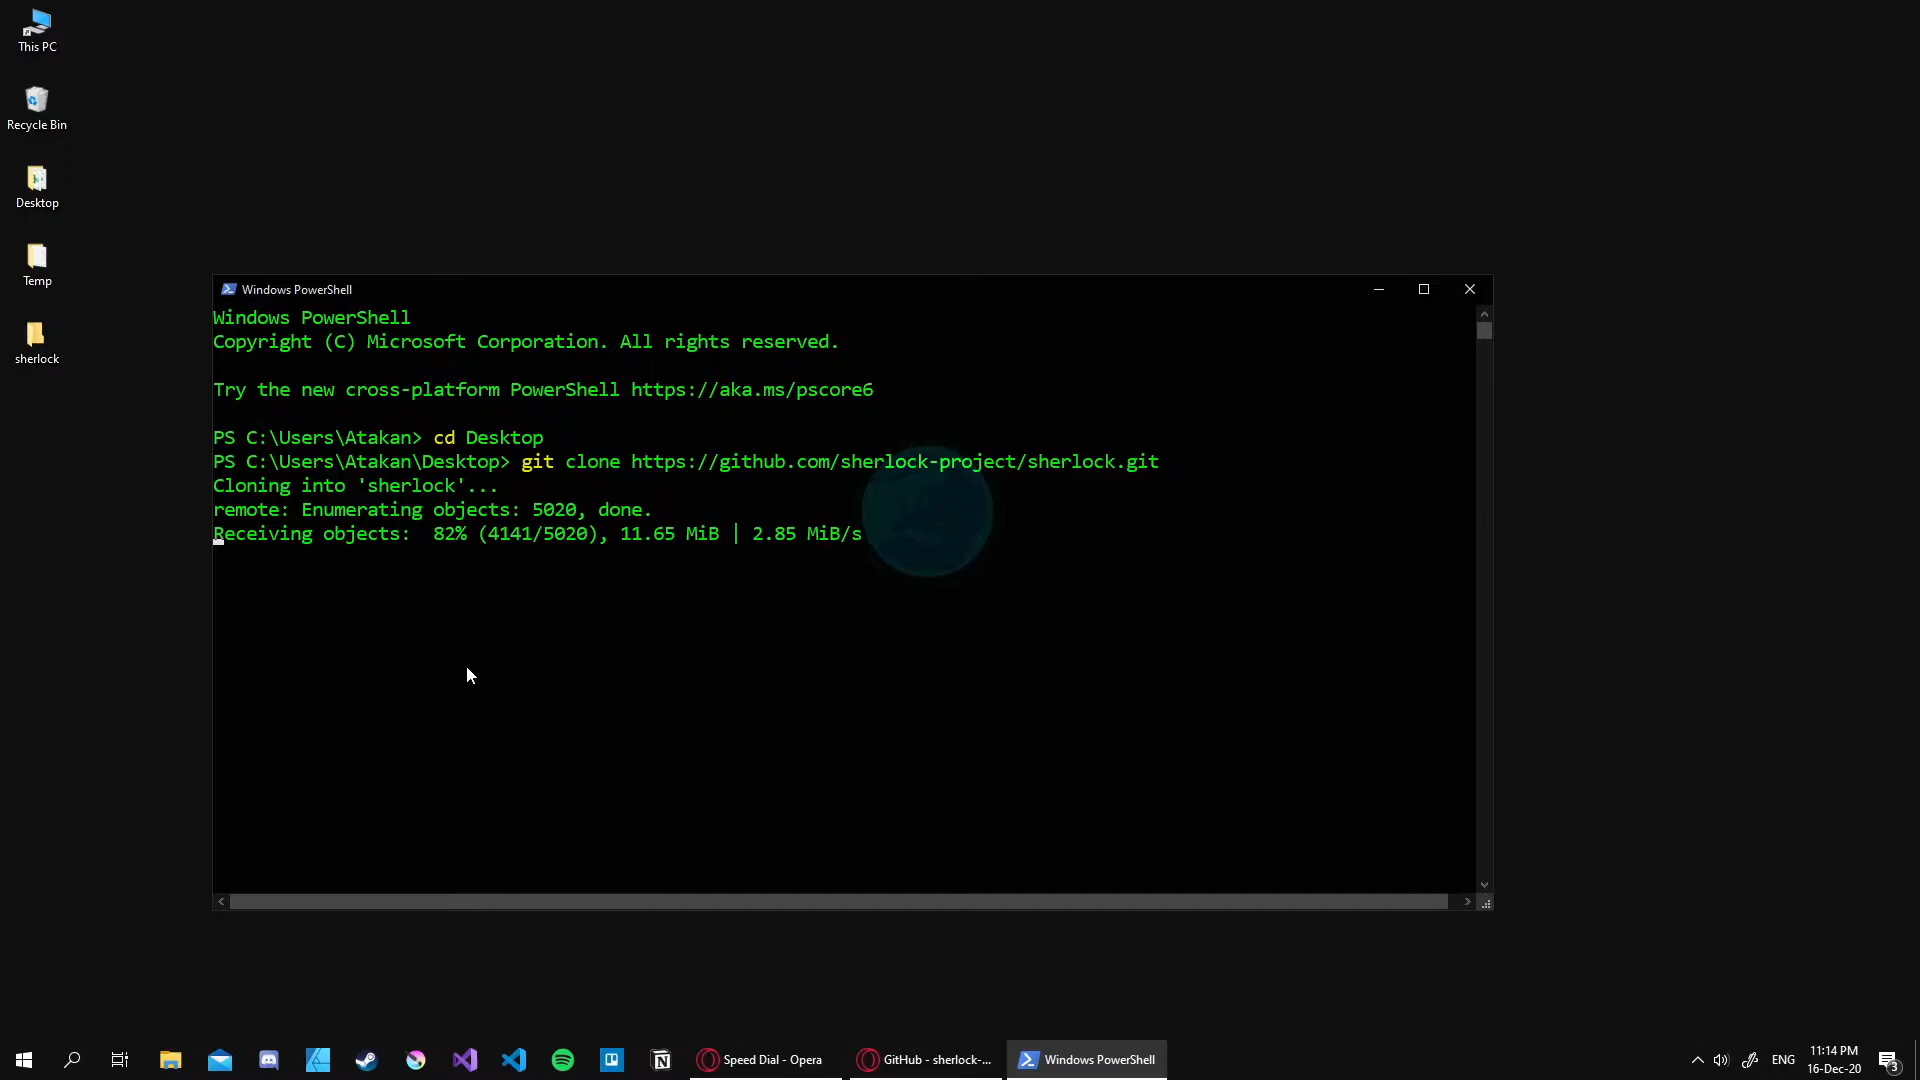 This PC
Recycle Bin
Desktop
Temp
sherlock
Windows PowerShell
Windows PowerShell
Copyright (C) Microsoft Corporation. All rights reserved.
Try the new cross-platform PowerShell https://aka.ms/pscore6
PS C:\Users\Atakan> cd Desktop
PS C:\Users\Atakan\Desktop> git clone https://github.com/sherlock-project/sherlock.git
Cloning into 'sherlock'...
remote: Enumerating objects: 5020, done.
Receiving objects:  82% (4141/5020), 11.65 MiB | 2.85 MiB/s
Speed Dial - Opera
GitHub - sherlock-...
Windows PowerShell
ENG
11:14 PM
16-Dec-20
3